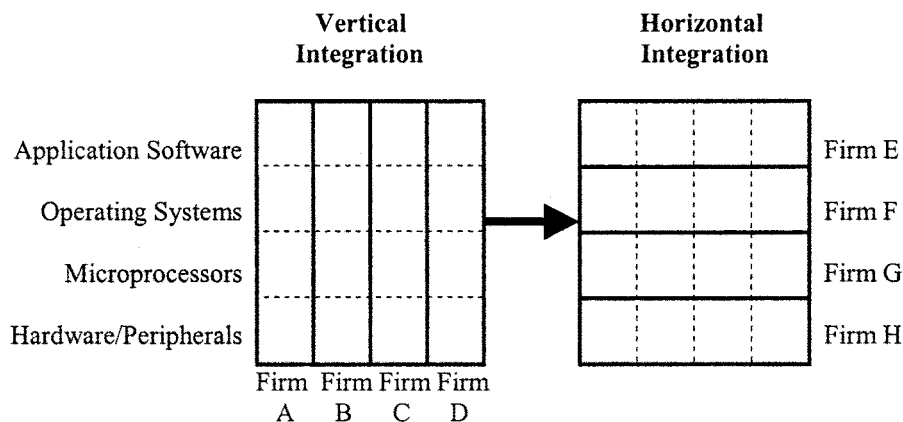 Vertical
Integration
Horizontal
Integration
Application Software
Operating Systems
Microprocessors
Hardware/Peripherals
Firm E
Firm F
Firm G
Firm H
Firm Firm Firm Firm
A B C D